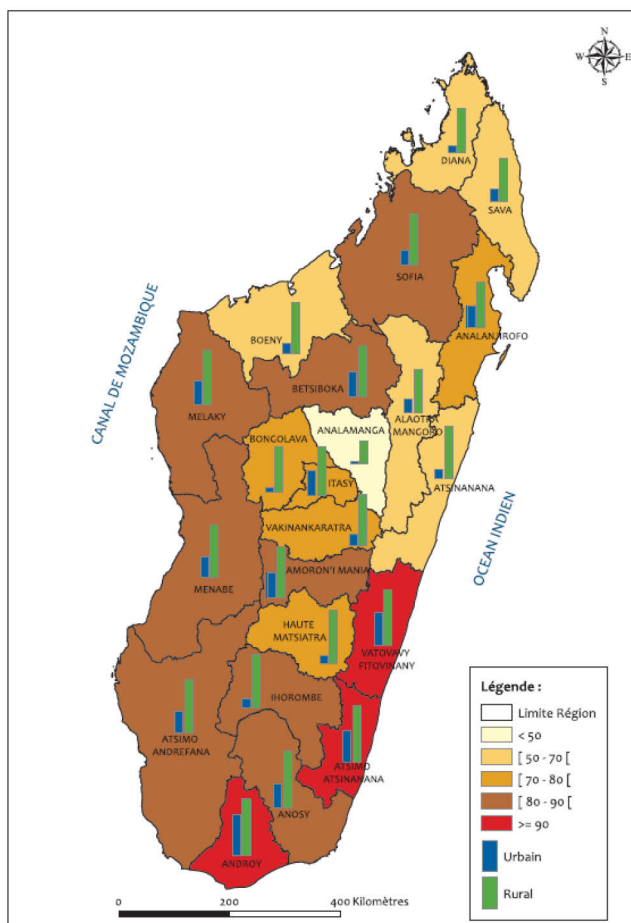 N
W
E
S
DIANA
SAVA
SOFIA
CANAL DE MOZAMBIQUE
ANALANJIROFO
BOENY
BETSIBOKA
MELAKY
ALAOTRA
MANGORO
ANALAMANGA
BONGOLAVA
ITASY
ATSINANANA
OCEAN INDIEN
VAKINANKARATRA
AMORON'I MANIA
MENABE
HAUTE
MATSIATRA
VATOVAVY
FITOVINANY
IHOROMBE
ATSIMO
ANDREFANA
ATSIMO
ATSINANANA
ANOSY
ANDROY
Légende :
Limite Région
< 50
[ 50 - 70 [
[ 70 - 80 [
[ 80 - 90 [
>= 90
Urbain
Rural
0 200 400 Kilomètres